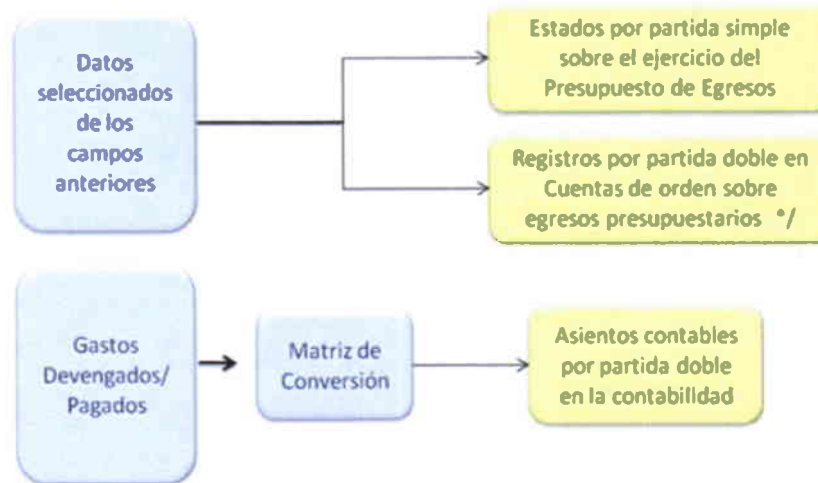 Datos
seleccionados
de los
campos
anteriores
Estados por partida simple
sobre el ejercicio del
Presupuesto de Egresos
Registros por partida doble en
Cuentas de orden sobre
egresos presupuestarios */
Gastos
Devengados/
Pagados
Matriz de
Conversión
Asientos contables
por partida doble
en la contabilidad